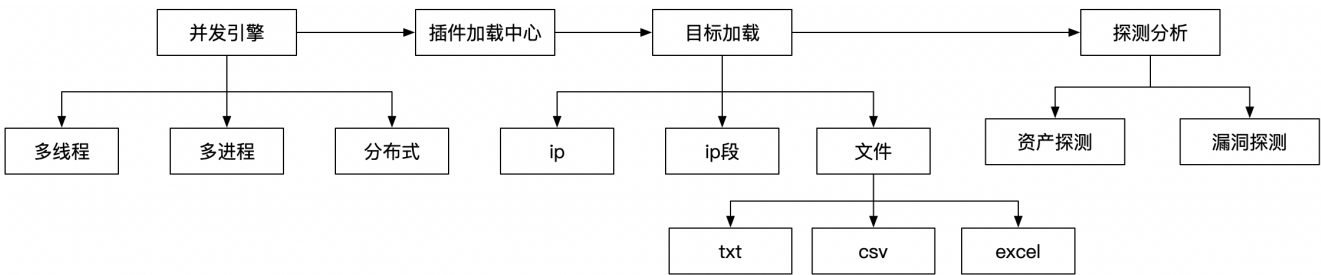 并发引擎
插件加载中心
目标加载
探测分析
多线程
多进程
分布式
ip
ip段
文件
资产探测
漏洞探测
txt
csv
excel